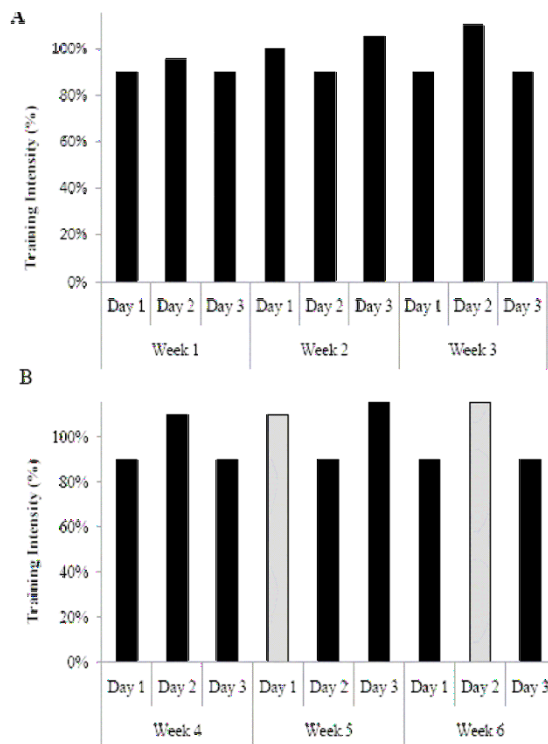 A
Training Intensity (%)
100%
80%
60%
40%
20%
0%
Day 1 Day 2 Day 3 Day 1 Day 2 Day 3 Day 1 Day 2 Day 3
Week 1 Week 2 Week 3
B
Training Intensity (%)
100%
80%
60%
40%
20%
0%
Day 1 Day 2 Day 3 Day 1 Day 2 Day 3 Day 1 Day 2 Day 3
Week 4 Week 5 Week 6